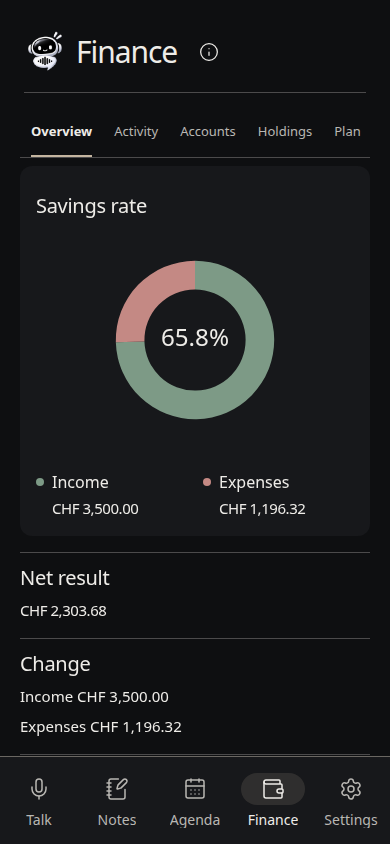 Finance
Overview Activity Accounts Holdings Plan
Savings rate
65.8%
Income Expenses
CHF 3,500.00 CHF 1,196.32
Net result
CHF 2,303.68
Change
Income CHF 3,500.00
Expenses CHF 1,196.32
Talk Notes Agenda Finance Settings